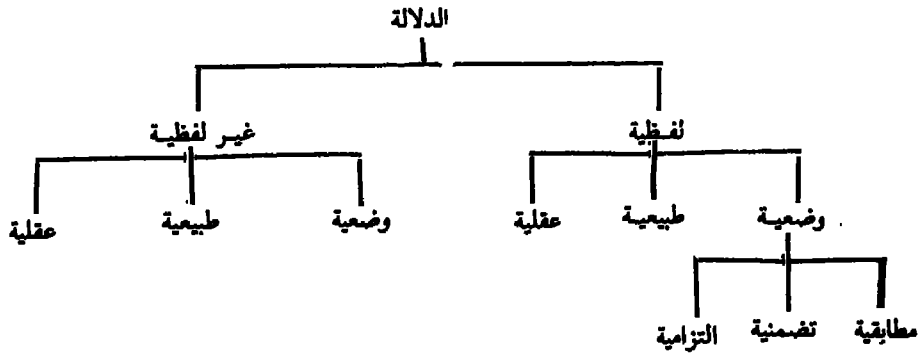 الدلالة
لفظية غير لفظية
وضعية طبيعية عقلية وضعية طبيعية عقلية
مطابقية تضمنية التزامية